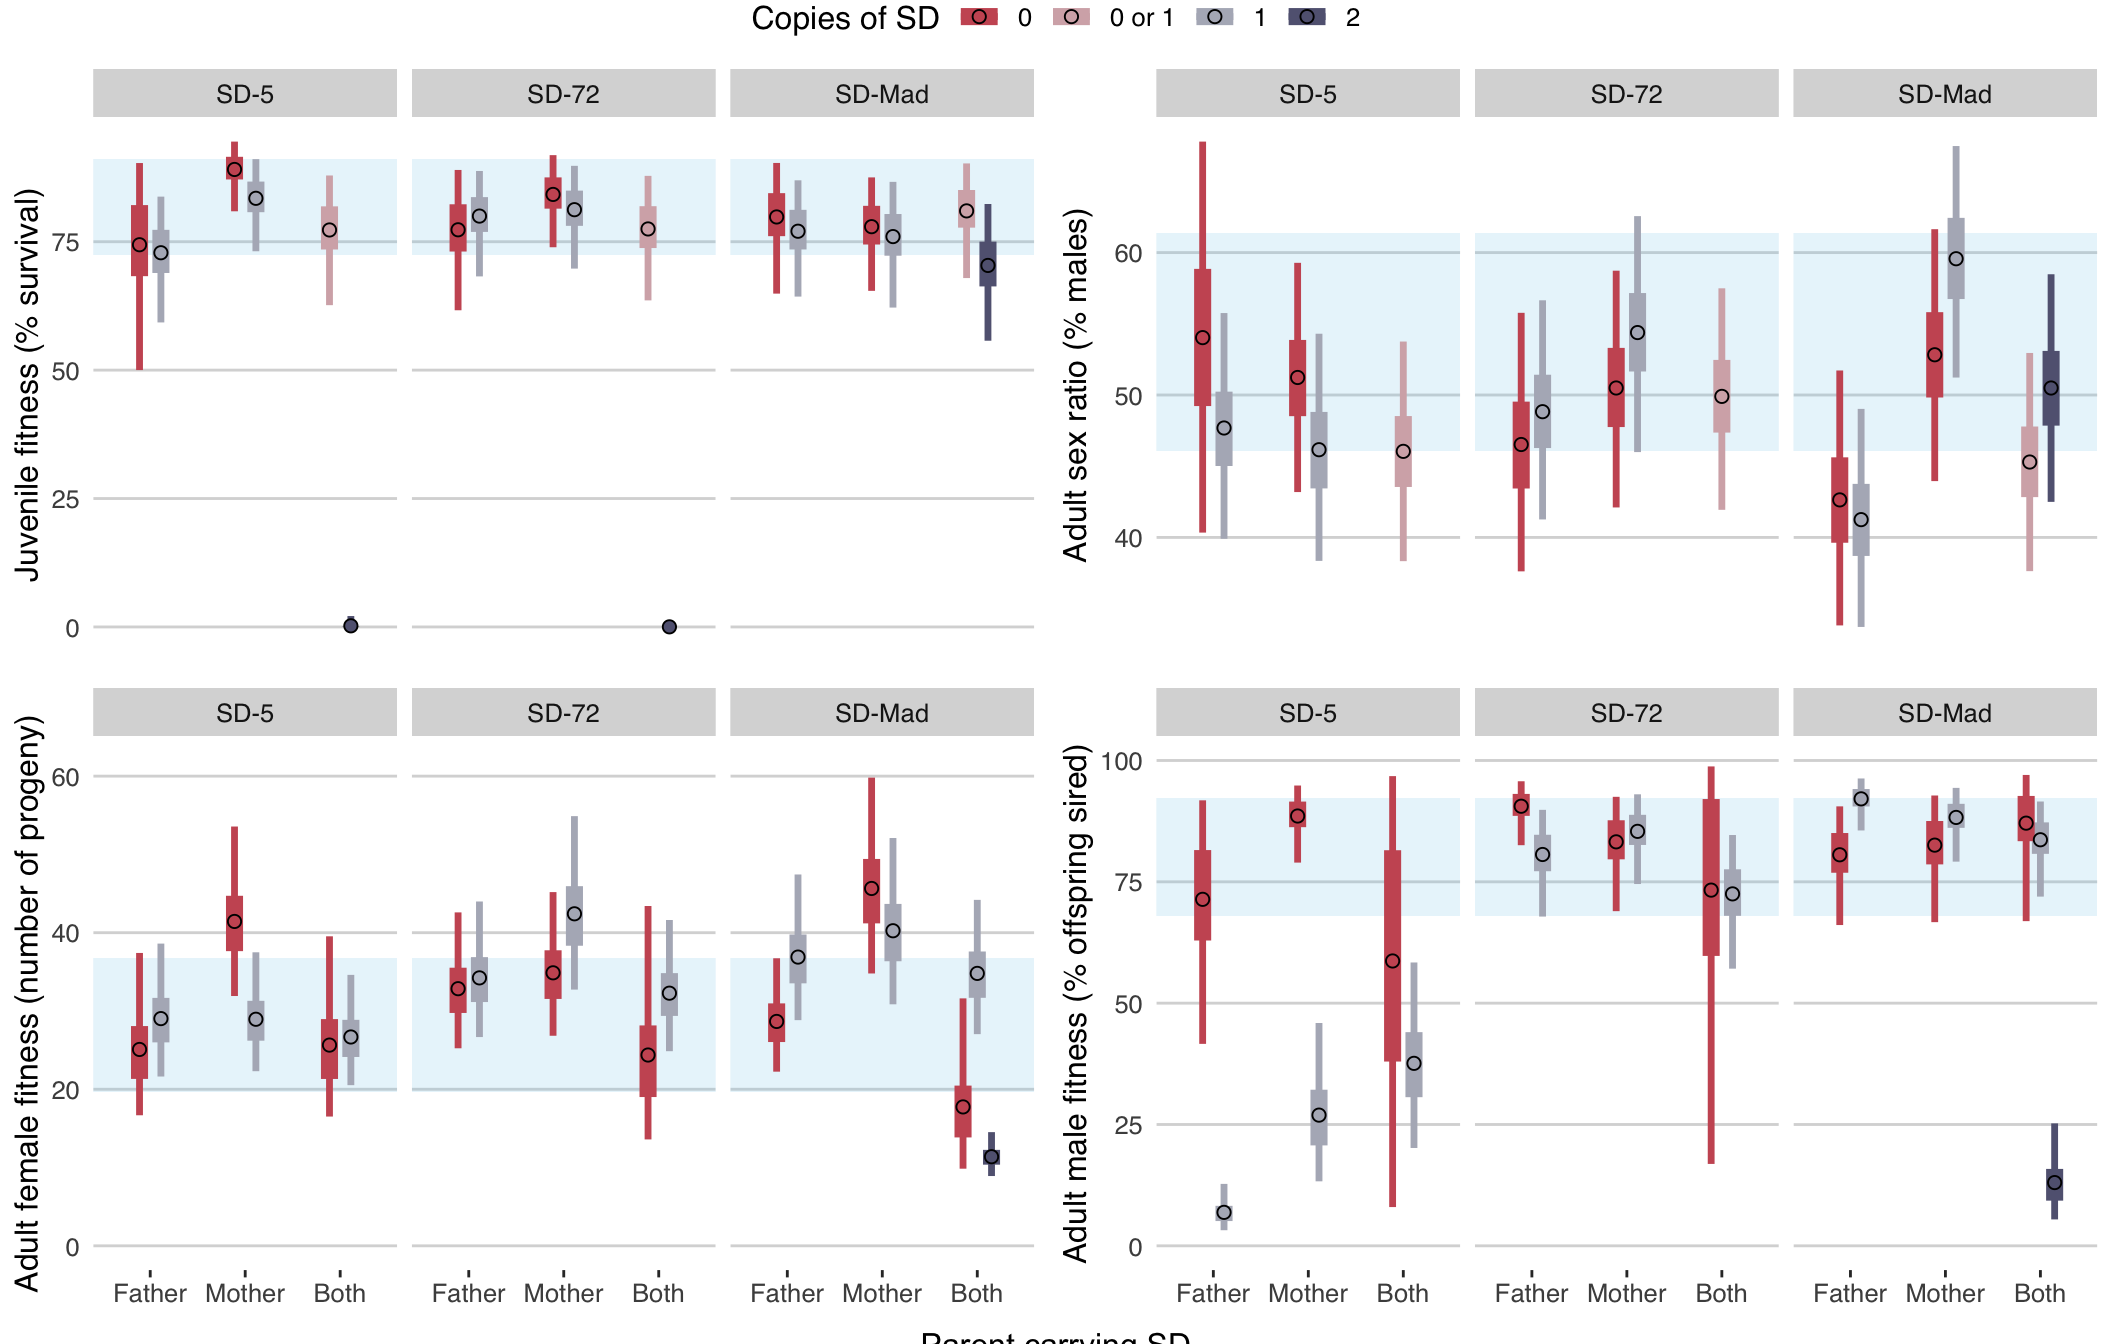 Copies of SD 0 0 or 1 1 2
SD-5 SD-72 SD-Mad
Juvenile fitness (% survival)
75
50
25
0
SD-5 SD-72 SD-Mad
Adult sex ratio (% males)
60
50
40
SD-5 SD-72 SD-Mad
Adult female fitness (number of progeny)
60
40
20
0
Father Mother Both Father Mother Both Father Mother Both
SD-5 SD-72 SD-Mad
Adult male fitness (% offspring sired)
100
75
50
25
0
Father Mother Both Father Mother Both Father Mother Both
Parent carrying SD